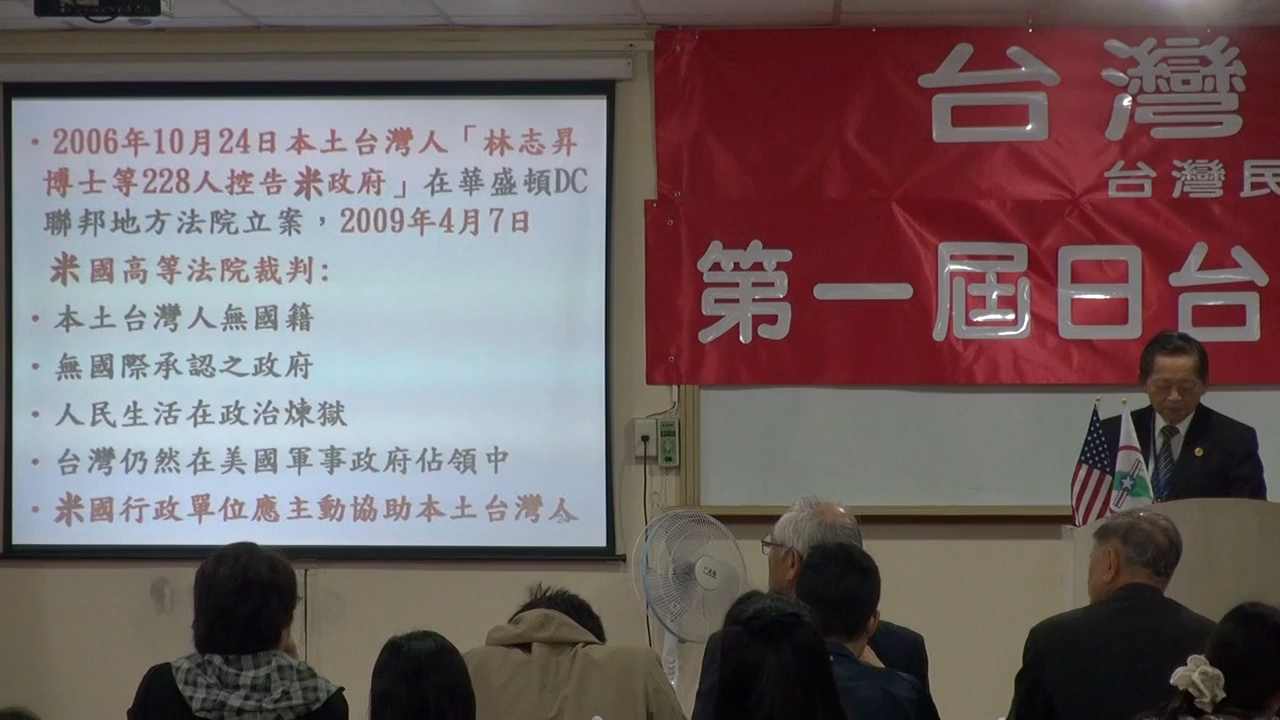 • 2006年10月24日本土台灣人「林志昇
博士等228人控告米政府」在華盛頓DC
聯邦地方法院立案，2009年4月7日
米國高等法院裁判:
• 本土台灣人無國籍
• 無國際承認之政府
• 人民生活在政治煉獄
• 台灣仍然在美國軍事政府佔領中
• 米國行政單位應主動協助本土台灣人
台灣
台灣民
第一屆日台